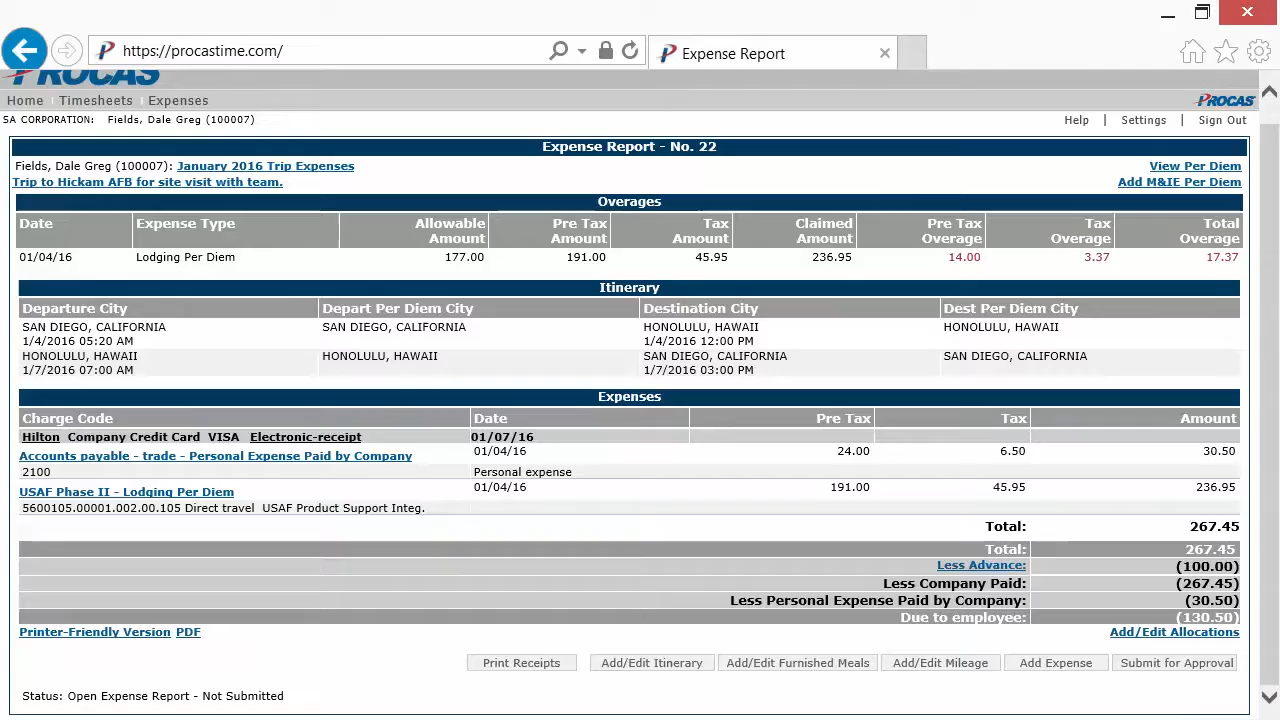 https://procastime.com/
Expense Report
PROCAS
Home Timesheets Expenses
PROCAS
SA CORPORATION: Fields, Dale Greg (100007)
Help | Settings | Sign Out
Expense Report - No. 22
Fields, Dale Greg (100007): January 2016 Trip Expenses View Per Diem
Trip to Hickam AFB for site visit with team. Add M&IE Per Diem
Overages
Date Expense Type Allowable Amount Pre Tax Amount Tax Amount Claimed Amount Pre Tax Overage Tax Overage Total Overage
01/04/16 Lodging Per Diem 177.00 191.00 45.95 236.95 14.00 3.37 17.37
Itinerary
Departure City Depart Per Diem City Destination City Dest Per Diem City
SAN DIEGO, CALIFORNIA SAN DIEGO, CALIFORNIA HONOLULU, HAWAII HONOLULU, HAWAII
1/4/2016 05:20 AM 1/4/2016 12:00 PM
HONOLULU, HAWAII HONOLULU, HAWAII SAN DIEGO, CALIFORNIA SAN DIEGO, CALIFORNIA
1/7/2016 07:00 AM 1/7/2016 03:00 PM
Expenses
Charge Code Date Pre Tax Tax Amount
Hilton Company Credit Card VISA Electronic-receipt 01/07/16
Accounts payable - trade - Personal Expense Paid by Company 01/04/16 24.00 6.50 30.50
2100 Personal expense
USAF Phase II - Lodging Per Diem 01/04/16 191.00 45.95 236.95
5600105.00001.002.00.105 Direct travel USAF Product Support Integ.
Total: 267.45
Total: 267.45
Less Advance: (100.00)
Less Company Paid: (267.45)
Less Personal Expense Paid by Company: (30.50)
Due to employee: (130.50)
Printer-Friendly Version PDF Add/Edit Allocations
Print Receipts Add/Edit Itinerary Add/Edit Furnished Meals Add/Edit Mileage Add Expense Submit for Approval
Status: Open Expense Report - Not Submitted